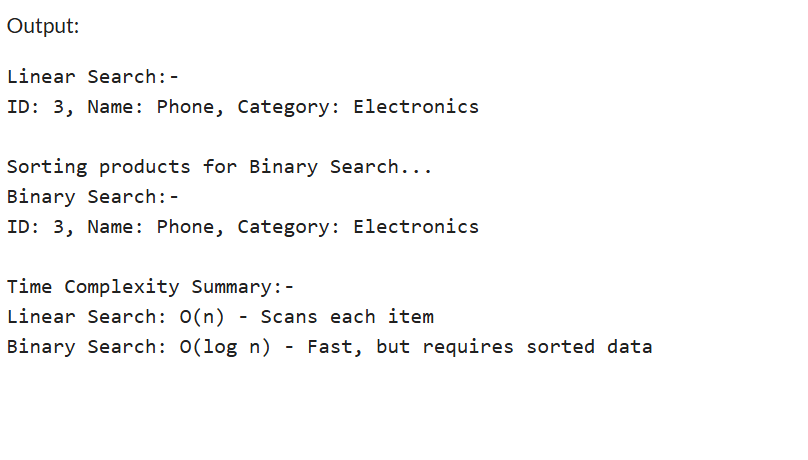 Output:
Linear Search:-
ID: 3, Name: Phone, Category: Electronics
Sorting products for Binary Search...
Binary Search:-
ID: 3, Name: Phone, Category: Electronics
Time Complexity Summary:-
Linear Search: O(n) - Scans each item
Binary Search: O(log n) - Fast, but requires sorted data